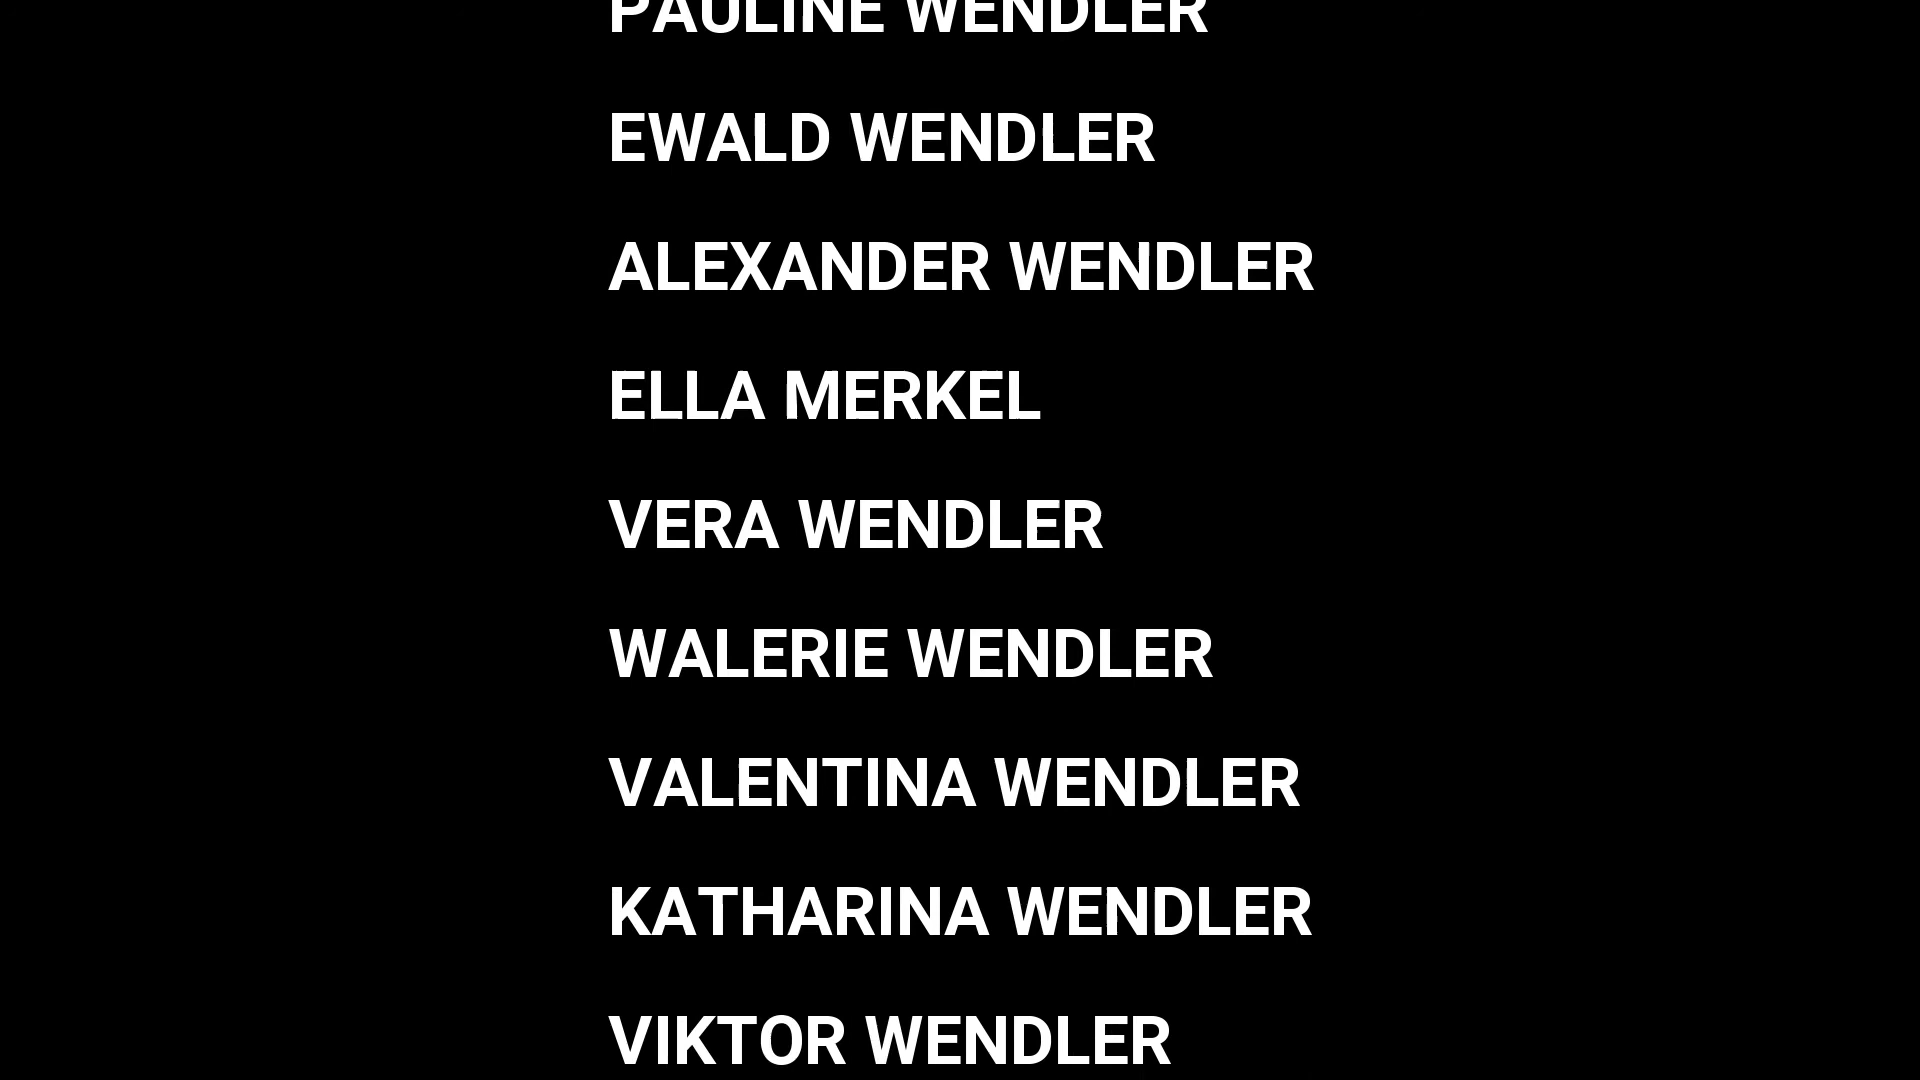 PAULINE WENDLER
EWALD WENDLER
ALEXANDER WENDLER
ELLA MERKEL
VERA WENDLER
WALERIE WENDLER
VALENTINA WENDLER
KATHARINA WENDLER
VIKTOR WENDLER